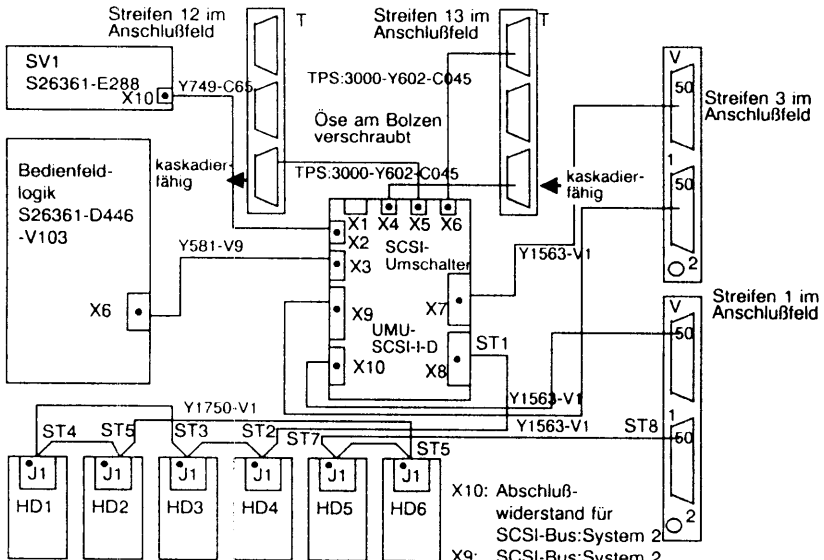 Streifen 12 im
Anschlußfeld
T
Streifen 13 im
Anschlußfeld
T
SV1
S26361-E288
X10
Y749-C65
TPS:3000-Y602-C045
Öse am Bolzen
verschraubt
V
50
Streifen 3 im
Anschlußfeld
1
50
2
Bedienfeld-
logik
S26361-D446
-V103
X6
kaskadier-
fähig
TPS:3000-Y602-C045
kaskadier-
fähig
X1 X4 X5 X6
X2
SCSI-
Umschalter
X3
Y581-V9
Y1563-V1
X9
X7
UMU-
SCSI-I-D
X10
X8
ST1
V
50
Streifen 1 im
Anschlußfeld
1
50
2
Y1563-V1
Y1750-V1
Y1563-V1
ST8
ST4 ST5 ST3 ST2 ST7 ST5
J1 J1 J1 J1 J1 J1
HD1 HD2 HD3 HD4 HD5 HD6
X10: Abschluß-
widerstand für
SCSI-Bus:System 2
X9: SCSI-Bus:System 2